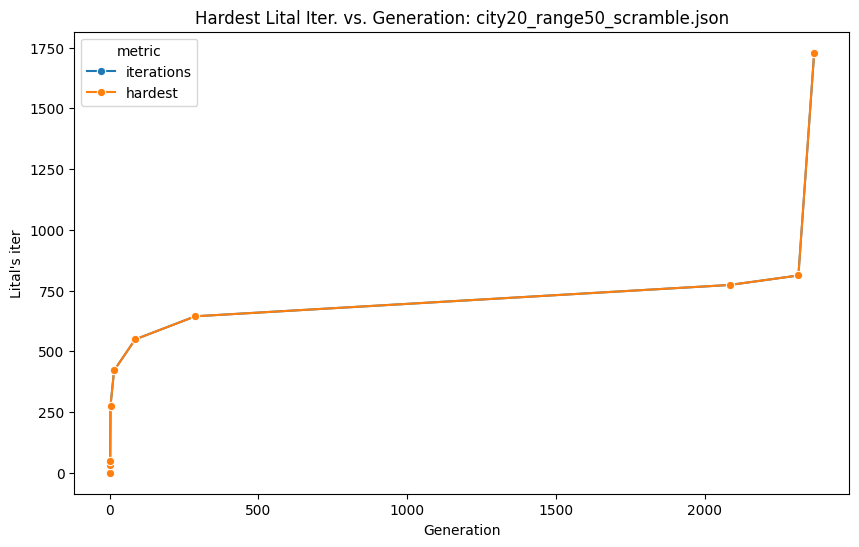 Hardest Lital Iter. vs. Generation: city20_range50_scramble.json
metric
iterations
hardest
1750
1500
1250
1000
750
500
250
0
Lital's iter
0 500 1000 1500 2000
Generation